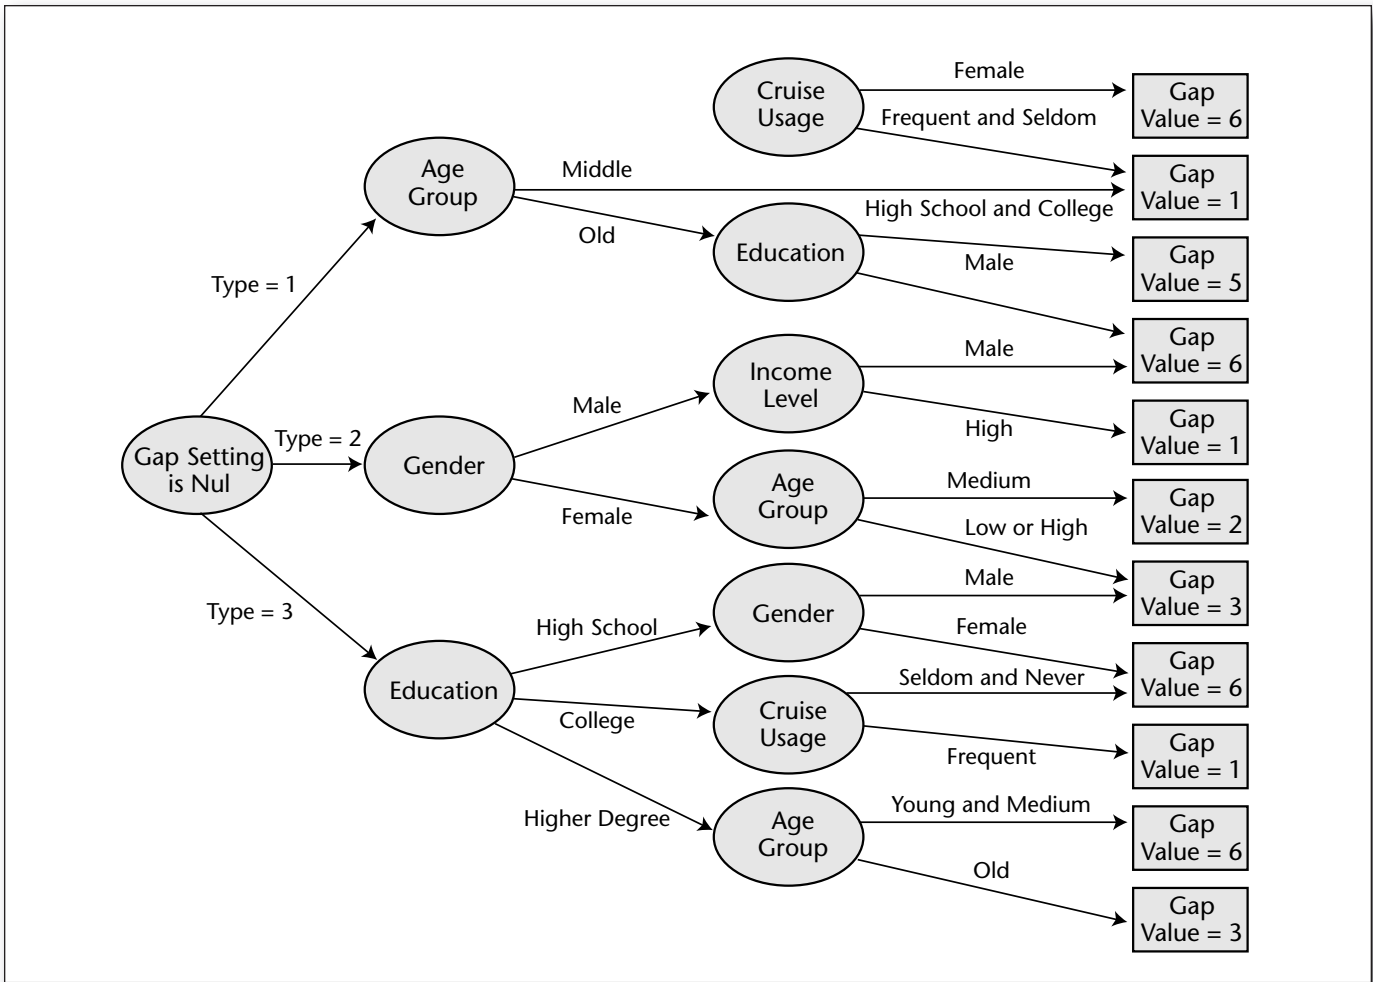 Cruise
Usage
Female
Gap
Value = 6
Frequent and Seldom
Age
Group
Middle
Gap
Value = 1
Old
High School and College
Education
Male
Gap
Value = 5
Type = 1
Gap
Value = 6
Income
Level
Male
High
Gap
Value = 1
Gap Setting
is Nul
Type = 2
Gender
Male
Female
Age
Group
Medium
Gap
Value = 2
Low or High
Gap
Value = 3
Type = 3
Education
High School
Gender
Male
Female
Gap
Value = 6
College
Cruise
Usage
Seldom and Never
Frequent
Gap
Value = 1
Higher Degree
Age
Group
Young and Medium
Gap
Value = 6
Old
Gap
Value = 3